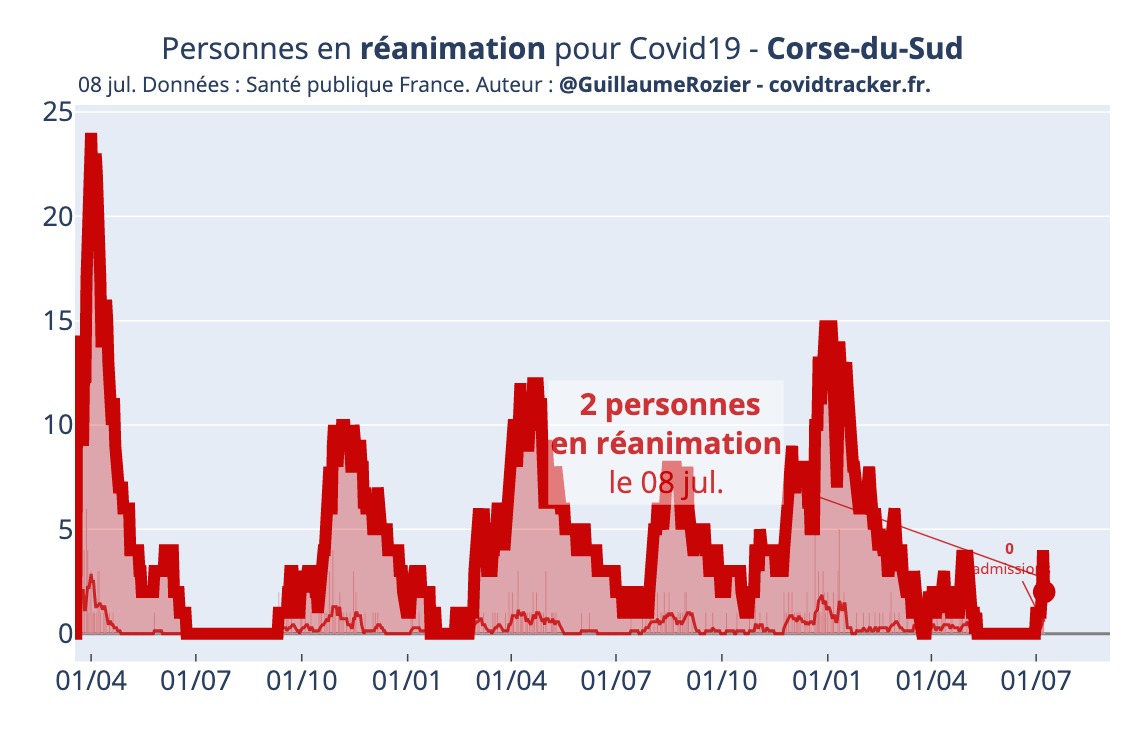 Personnes en réanimation pour Covid19 - Corse-du-Sud
08 jul. Données : Santé publique France. Auteur : @GuillaumeRozier - covidtracker.fr.
25
20
15
10
5
0
2 personnes
en réanimation
le 08 jul.
0
admissions
01/04 01/07 01/10 01/01 01/04 01/07 01/10 01/01 01/04 01/07